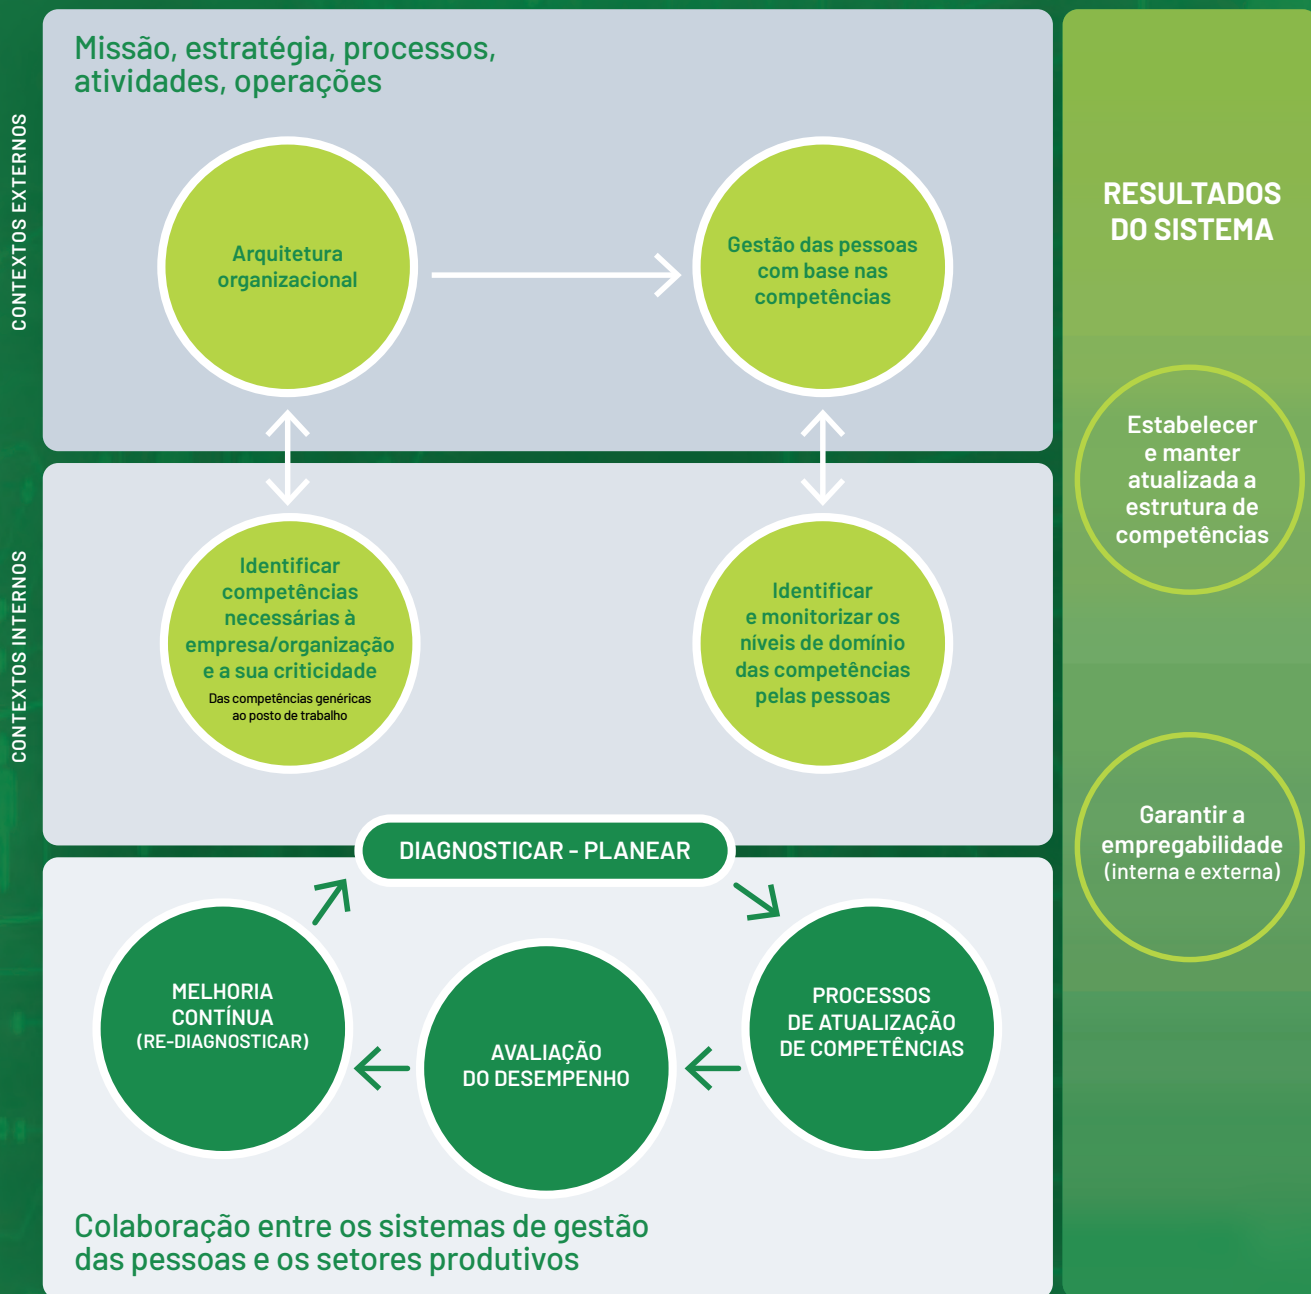 Missão, estratégia, processos,
atividades, operações
CONTEXTOS EXTERNOS
Arquitetura
organizacional
Gestão das pessoas
com base nas
competências
CONTEXTOS INTERNOS
Identificar
competências
necessárias à
empresa/organização
e a sua criticidade
Das competências genéricas
ao posto de trabalho
Identificar
e monitorizar os
níveis de domínio
das competências
pelas pessoas
DIAGNOSTICAR - PLANEAR
MELHORIA
CONTÍNUA
(RE-DIAGNOSTICAR)
AVALIAÇÃO
DO DESEMPENHO
PROCESSOS
DE ATUALIZAÇÃO
DE COMPETÊNCIAS
Colaboração entre os sistemas de gestão
das pessoas e os setores produtivos
RESULTADOS
DO SISTEMA
Estabelecer
e manter
atualizada a
estrutura de
competências
Garantir a
empregabilidade
(interna e externa)